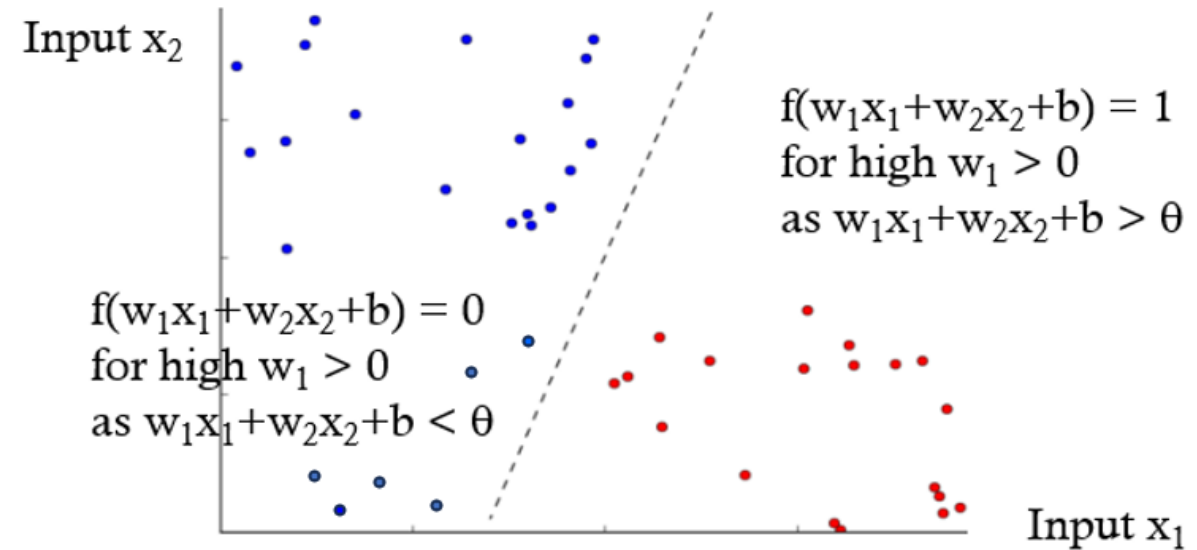 Input x₂
f(w₁x₁+w₂x₂+b) = 1
for high w₁ > 0
as w₁x₁+w₂x₂+b > θ
f(w₁x₁+w₂x₂+b) = 0
for high w₁ > 0
as w₁x₁+w₂x₂+b < θ
Input x₁